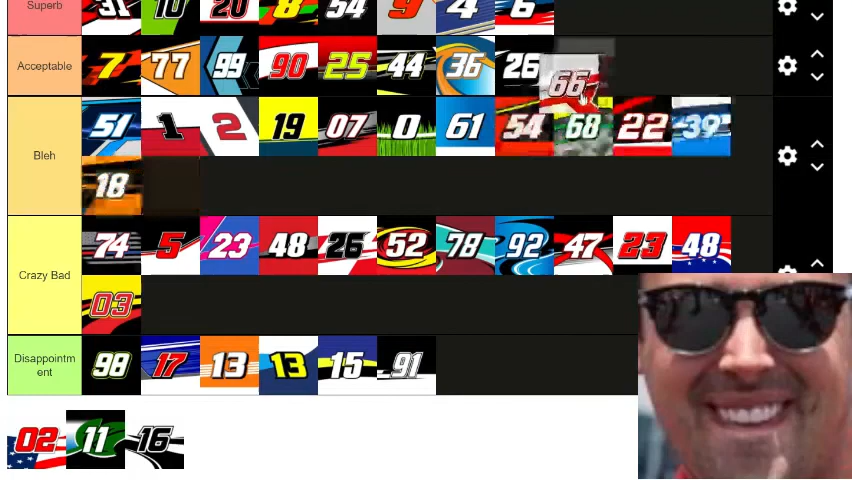 Superb 31 10 20 8 54 9 4 6
Acceptable 7 77 99 90 25 44 36 26 66
Bleh 51 1 2 19 07 0 61 54 68 22 39
18
Crazy Bad 74 5 23 48 26 52 78 92 47 23 48
03
Disappointm
ent 98 17 13 13 15 91
02 11 16